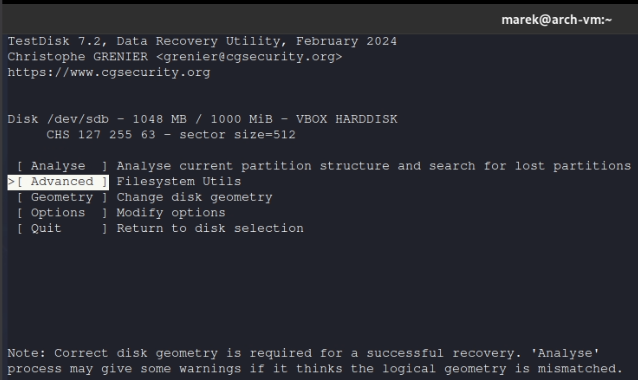 marek@arch-vm:~
TestDisk 7.2, Data Recovery Utility, February 2024
Christophe GRENIER <grenier@cgsecurity.org>
https://www.cgsecurity.org
Disk /dev/sdb - 1048 MB / 1000 MiB - VBOX HARDDISK
     CHS 127 255 63 - sector size=512
 [ Analyse  ] Analyse current partition structure and search for lost partitions
>[ Advanced ] Filesystem Utils
 [ Geometry ] Change disk geometry
 [ Options  ] Modify options
 [ Quit     ] Return to disk selection
Note: Correct disk geometry is required for a successful recovery. 'Analyse'
process may give some warnings if it thinks the logical geometry is mismatched.